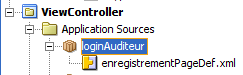 ViewController
Application Sources
loginAuditeur
enregistrementPageDef.xml